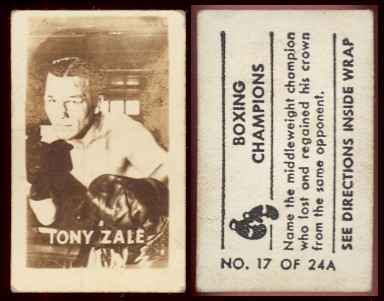 TONY ZALE
BOXING
CHAMPIONS
Name the middleweight champion
who lost and regained his crown
from the same opponent.
SEE DIRECTIONS INSIDE WRAP
NO. 17 OF 24A